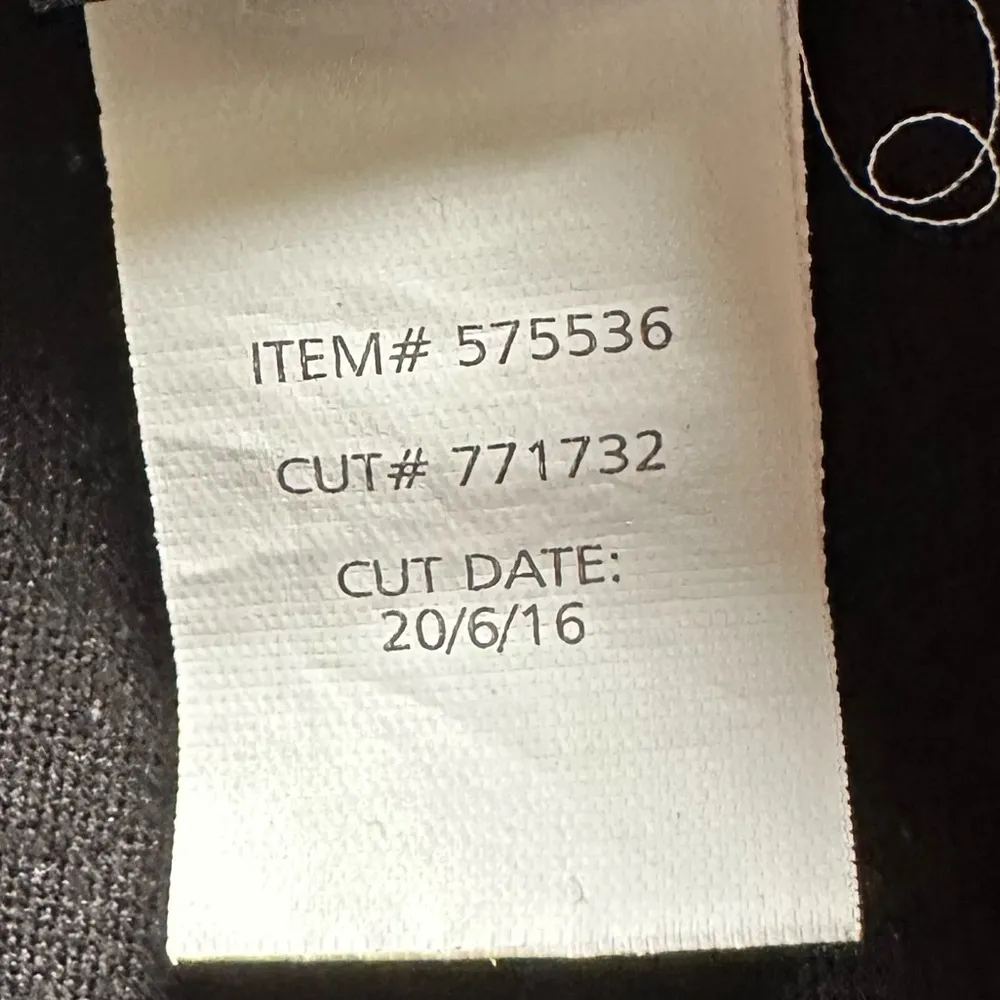 ITEM# 575536
CUT# 771732
CUT DATE:
20/6/16